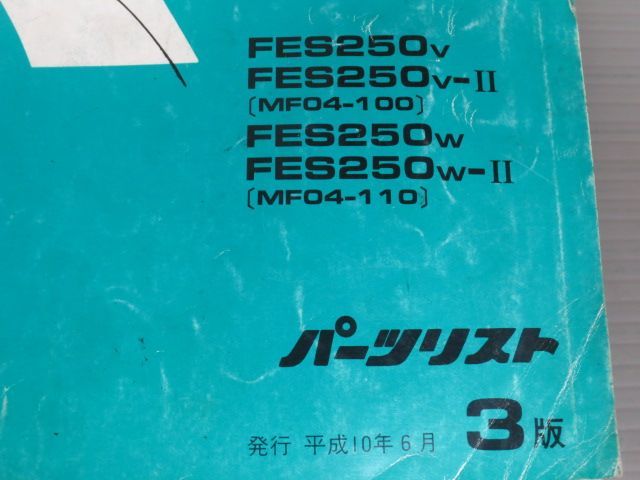 FES250V
FES250V-II
〔MF04-100〕
FES250W
FES250W-II
〔MF04-110〕
パーツリスト
発行 平成10年6月 3版